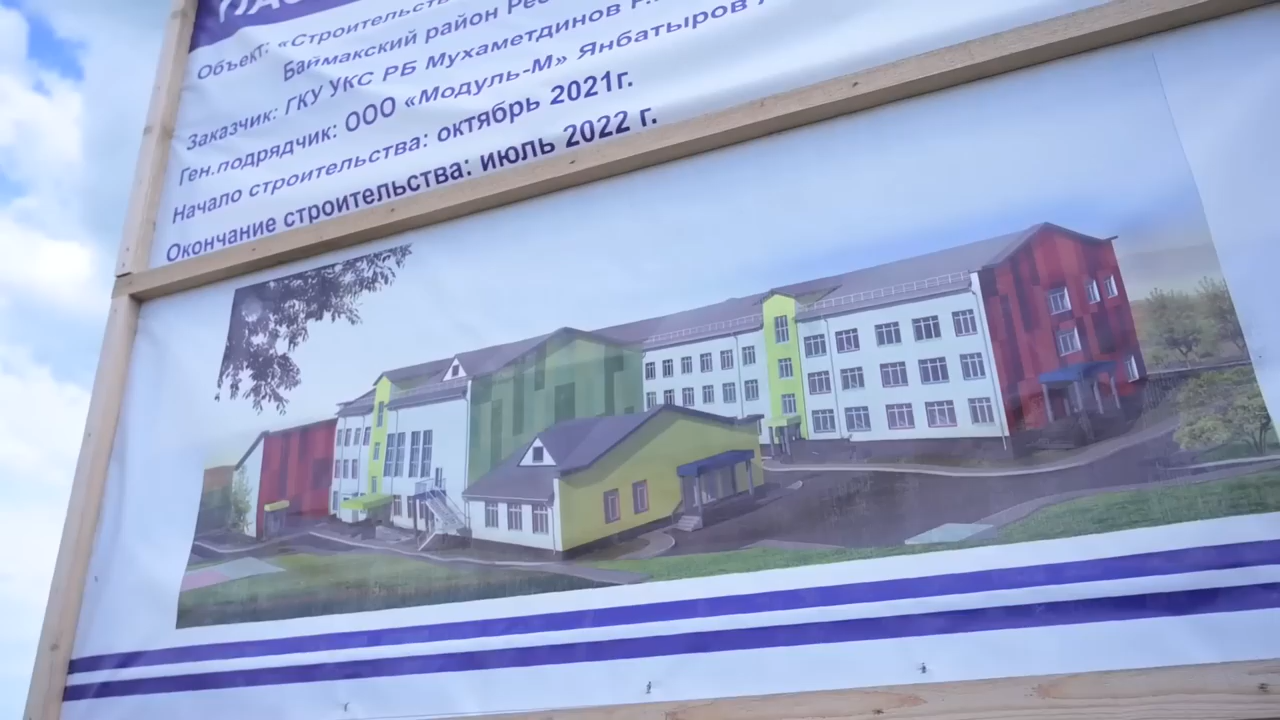 Объект: «Строительств
Баймакский район Рес
Заказчик: ГКУ УКС РБ Мухаметдинов
Ген.подрядчик: ООО «Модуль-М» Янбатыров
Начало строительства: октябрь 2021г.
Окончание строительства: июль 2022 г.